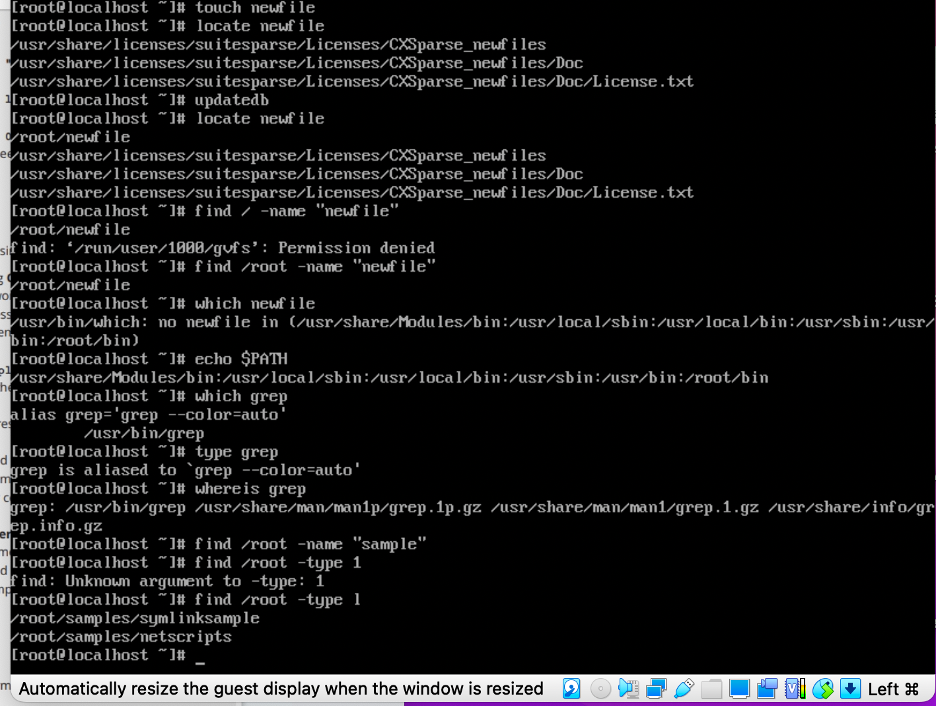 [root@localhost ~]# touch newfile
[root@localhost ~]# locate newfile
/usr/share/licenses/suitesparse/Licenses/CXSparse_newfiles
/usr/share/licenses/suitesparse/Licenses/CXSparse_newfiles/Doc
/usr/share/licenses/suitesparse/Licenses/CXSparse_newfiles/Doc/License.txt
[root@localhost ~]# updatedb
[root@localhost ~]# locate newfile
/root/newfile
/usr/share/licenses/suitesparse/Licenses/CXSparse_newfiles
/usr/share/licenses/suitesparse/Licenses/CXSparse_newfiles/Doc
/usr/share/licenses/suitesparse/Licenses/CXSparse_newfiles/Doc/License.txt
[root@localhost ~]# find / -name "newfile"
/root/newfile
find: ‘/run/user/1000/gvfs’: Permission denied
[root@localhost ~]# find /root -name "newfile"
/root/newfile
[root@localhost ~]# which newfile
/usr/bin/which: no newfile in (/usr/share/Modules/bin:/usr/local/sbin:/usr/local/bin:/usr/sbin:/usr/
bin:/root/bin)
[root@localhost ~]# echo $PATH
/usr/share/Modules/bin:/usr/local/sbin:/usr/local/bin:/usr/sbin:/usr/bin:/root/bin
[root@localhost ~]# which grep
alias grep='grep --color=auto'
        /usr/bin/grep
[root@localhost ~]# type grep
grep is aliased to `grep --color=auto'
[root@localhost ~]# whereis grep
grep: /usr/bin/grep /usr/share/man/man1p/grep.1p.gz /usr/share/man/man1/grep.1.gz /usr/share/info/gr
ep.info.gz
[root@localhost ~]# find /root -name "sample"
[root@localhost ~]# find /root -type 1
find: Unknown argument to -type: 1
[root@localhost ~]# find /root -type l
/root/samples/symlinksample
/root/samples/netscripts
[root@localhost ~]# _
Automatically resize the guest display when the window is resized
Left ⌘